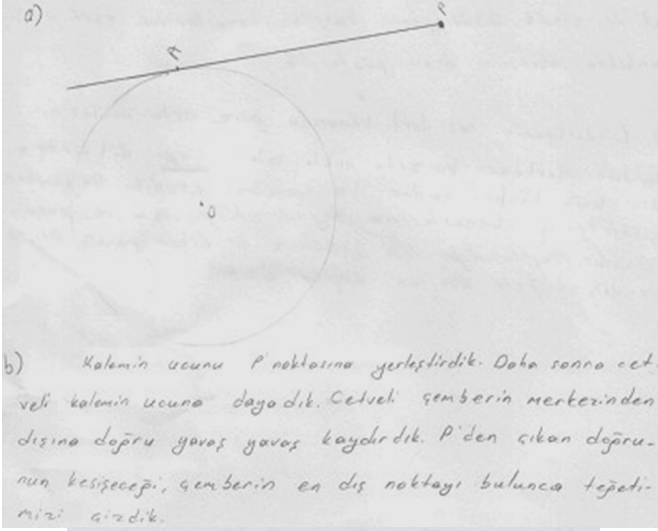 a)
P
A
O
b) Kalemin ucunu P noktasına yerleştirdik. Daha sonra cet-
veli kalemin ucuna dayadık. Cetveli çemberin merkezinden
dışına doğru yavaş yavaş kaydırdık. P'den çıkan doğru-
nun kesişeceği, çemberin en dış noktayı bulunca teğeti-
mizi çizdik.